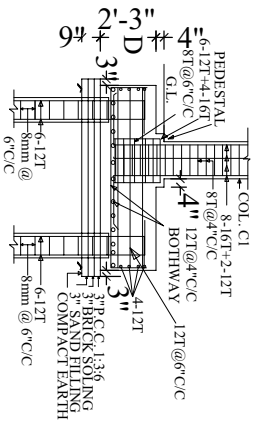 COL. C1
8-16T+2-12T
8T@4"C/C
PEDESTAL
6-12T+4-16T
8T@6"C/C
G.L.
4"
4"
2'-3"
D
9"
3"
3"
12T@4"C/C
BOTHWAY
12T@6"C/C
4-12T
3"P.C.C. 1:3:6
3"BRICK SOLING
3" SAND FILLING
COMPACT EARTH
6-12T
8mm @
6"C/C
6-12T
8mm @ 6"C/C